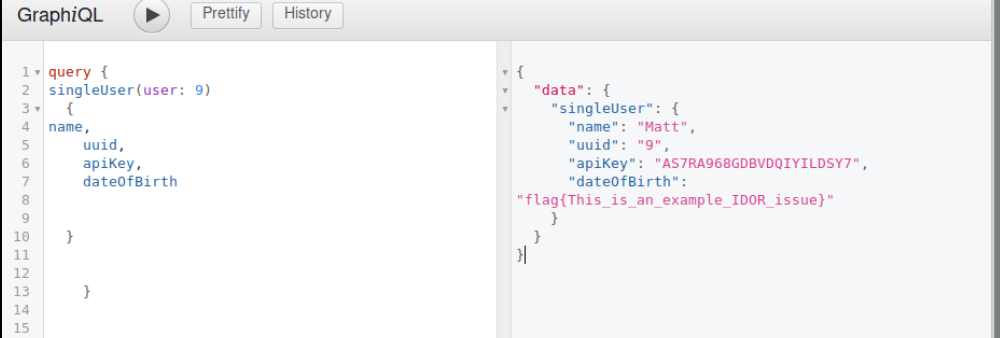 GraphiQL Prettify History
1 query {
2 singleUser(user: 9)
3 {
4 name,
5 uuid,
6 apiKey,
7 dateOfBirth
8
9
10 }
11
12
13 }
14
15
{
"data": {
"singleUser": {
"name": "Matt",
"uuid": "9",
"apiKey": "AS7RA968GDBVDQIYILDSY7",
"dateOfBirth":
"flag{This_is_an_example_IDOR_issue}"
}
}
}